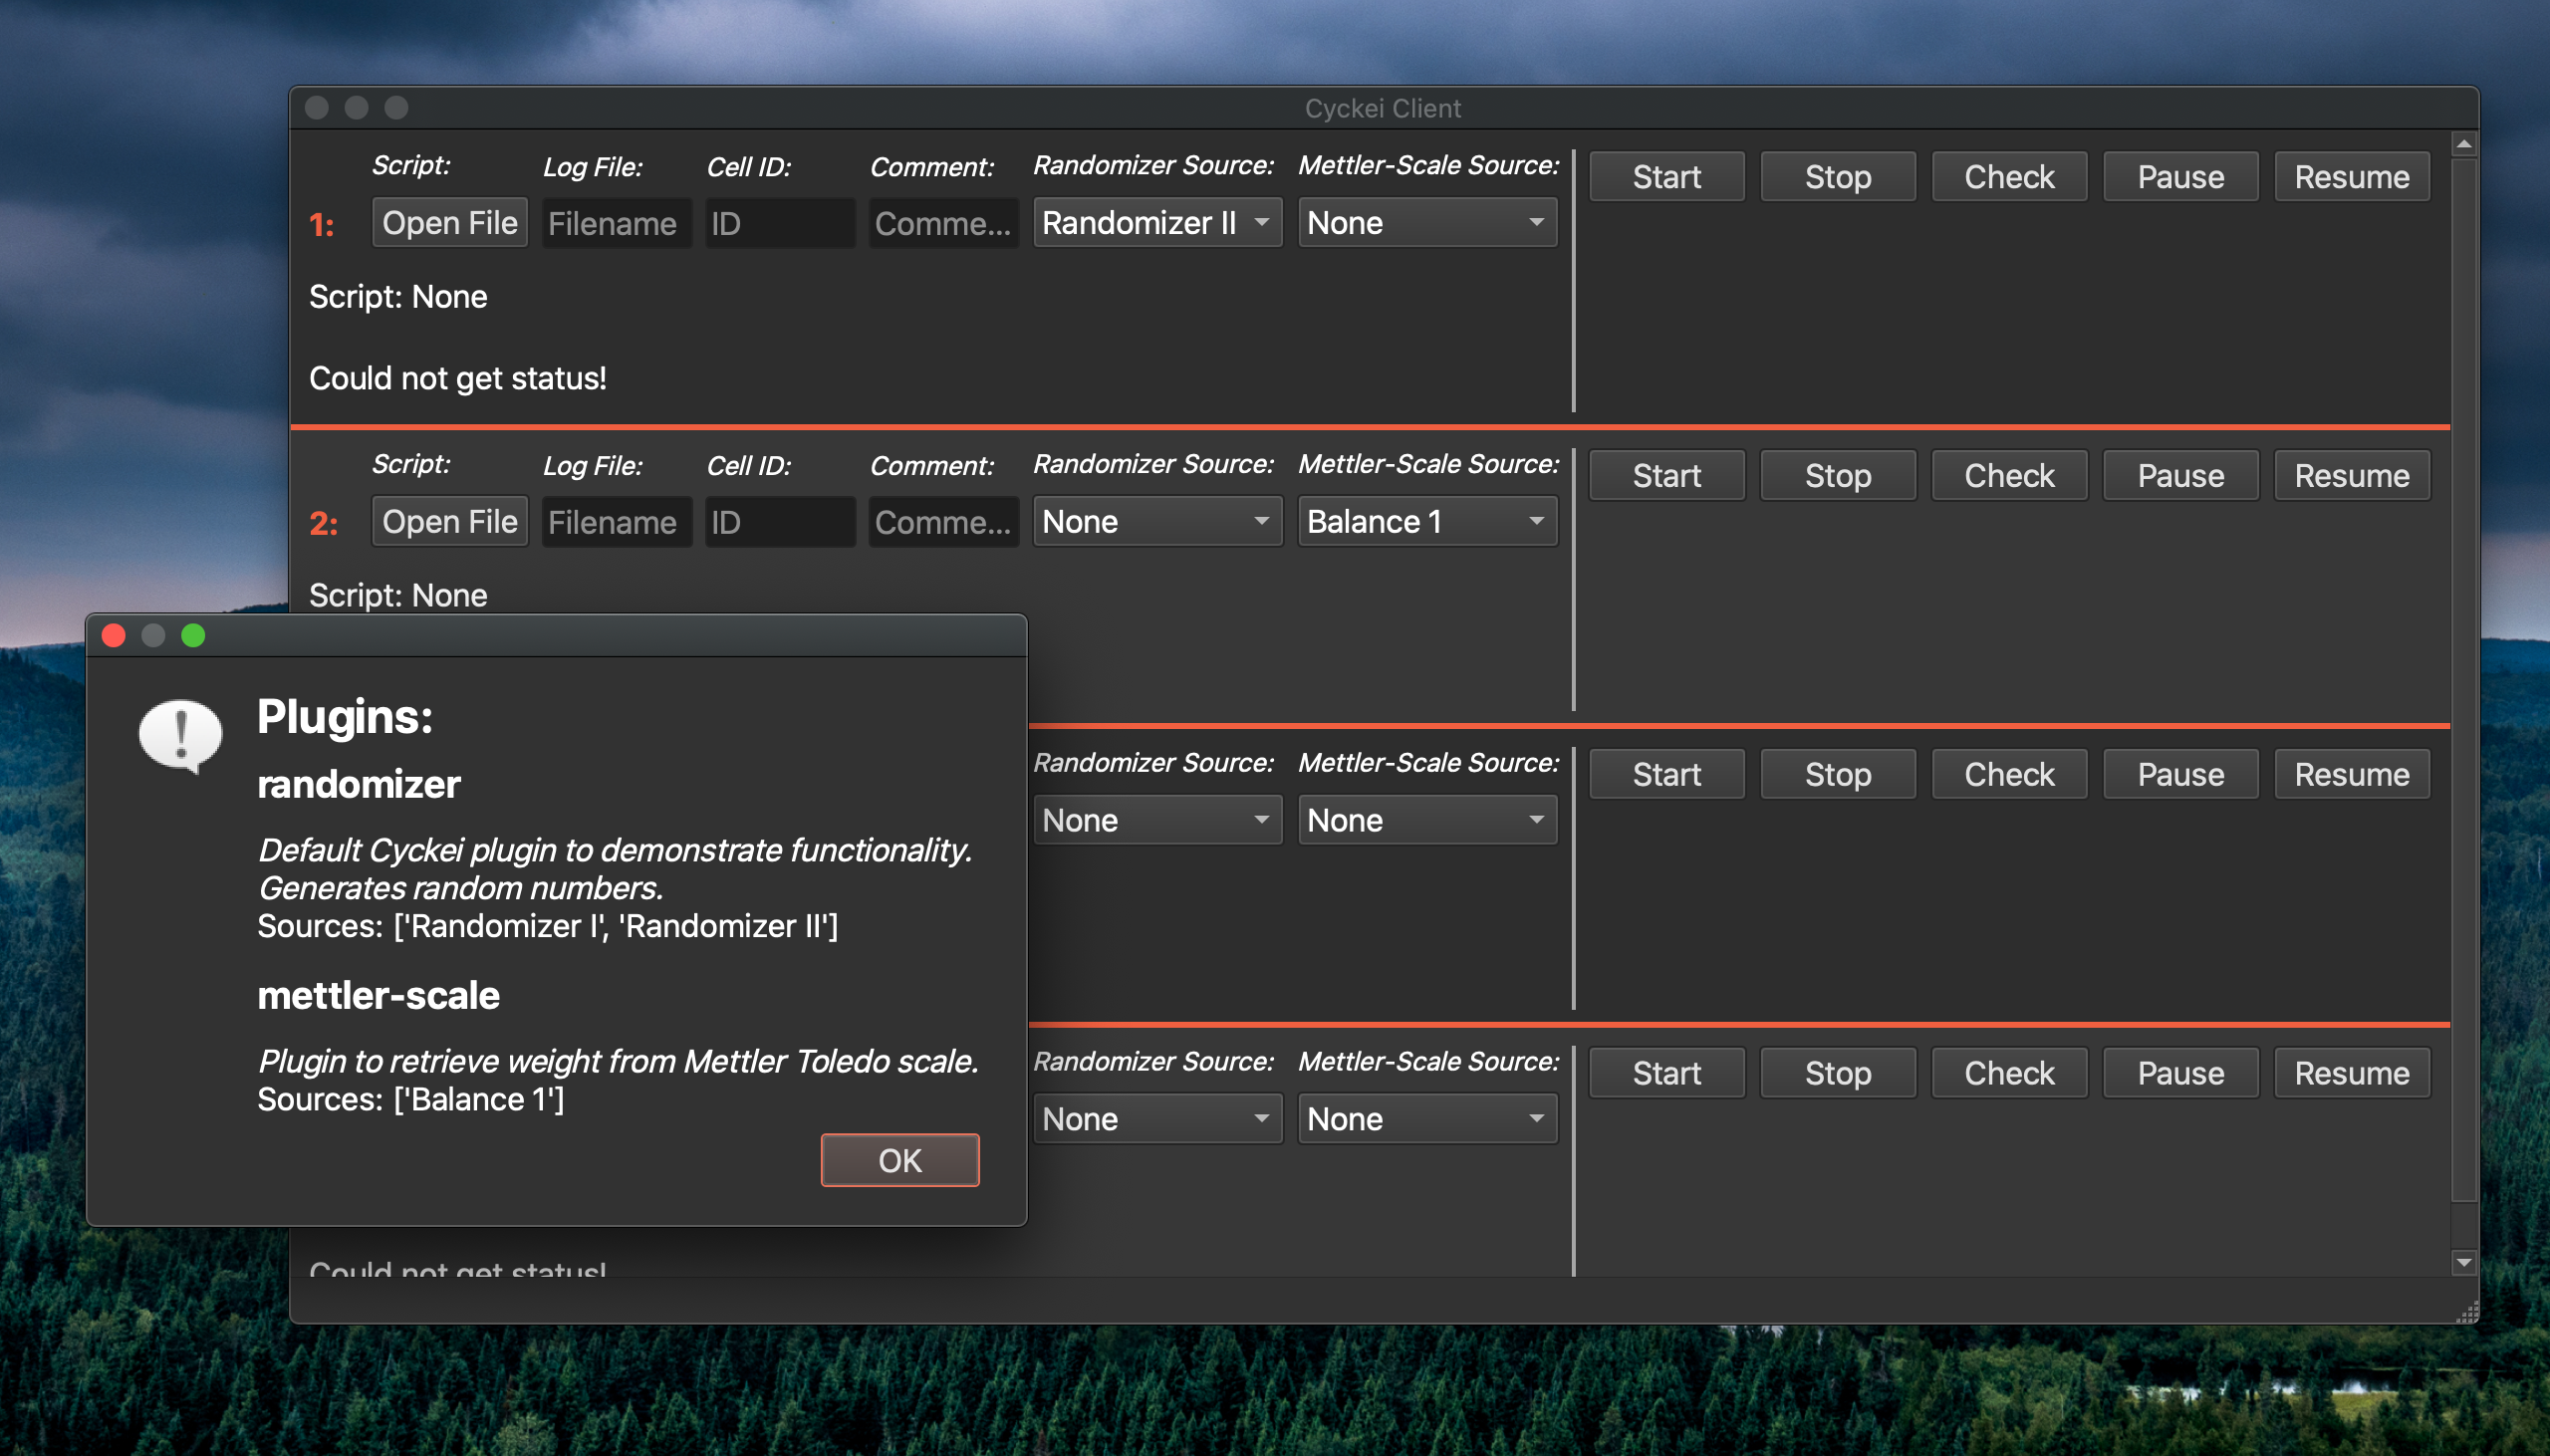 Cyckei Client
Script: Log File: Cell ID: Comment: Randomizer Source: Mettler-Scale Source:
Start Stop Check Pause Resume
1: Open File Filename ID Comme... Randomizer II None
Script: None
Could not get status!
Script: Log File: Cell ID: Comment: Randomizer Source: Mettler-Scale Source:
Start Stop Check Pause Resume
2: Open File Filename ID Comme... None Balance 1
Script: None
Randomizer Source: Mettler-Scale Source:
Start Stop Check Pause Resume
None None
Randomizer Source: Mettler-Scale Source:
Start Stop Check Pause Resume
None None
Could not get status!
Plugins:
randomizer
Default Cyckei plugin to demonstrate functionality.
Generates random numbers.
Sources: ['Randomizer I', 'Randomizer II']
mettler-scale
Plugin to retrieve weight from Mettler Toledo scale.
Sources: ['Balance 1']
OK